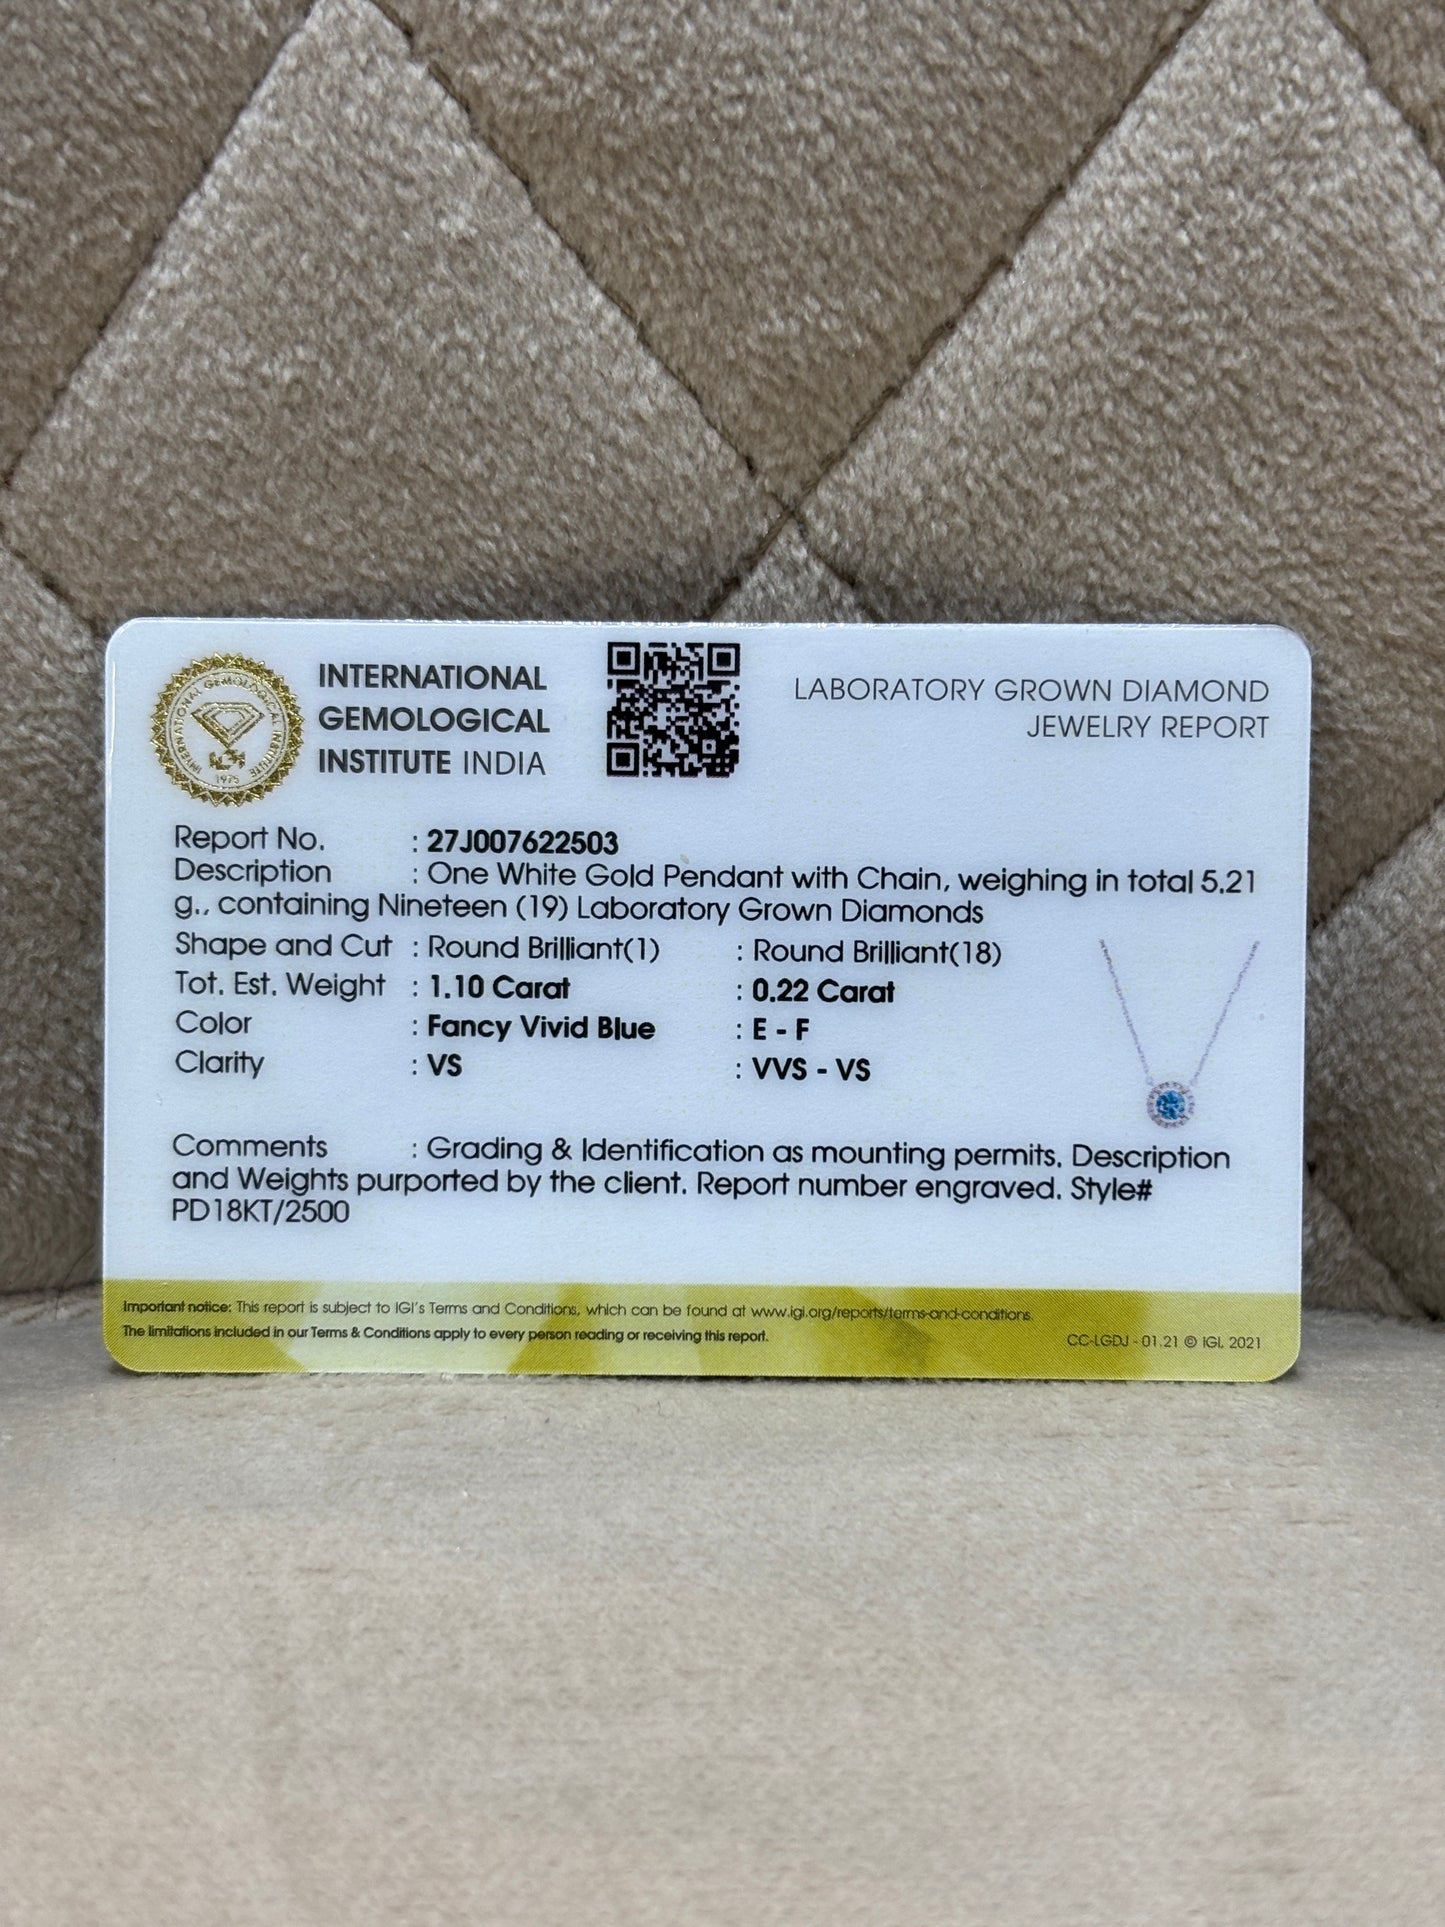 INTERNATIONAL GEMOLOGICAL INSTITUTE
1975
INTERNATIONAL
GEMOLOGICAL
INSTITUTE INDIA
LABORATORY GROWN DIAMOND
JEWELRY REPORT
Report No. : 27J007622503
Description : One White Gold Pendant with Chain, weighing in total 5.21
g., containing Nineteen (19) Laboratory Grown Diamonds
Shape and Cut : Round Brilliant(1) : Round Brilliant(18)
Tot. Est. Weight : 1.10 Carat : 0.22 Carat
Color : Fancy Vivid Blue : E - F
Clarity : VS : VVS - VS
Comments : Grading & Identification as mounting permits. Description
and Weights purported by the client. Report number engraved. Style#
PD18KT/2500
Important notice: This report is subject to IGI's Terms and Conditions, which can be found at www.igi.org/reports/terms-and-conditions.
The limitations included in our Terms & Conditions apply to every person reading or receiving this report.
CC-LGDJ - 01.21 © IGI, 2021